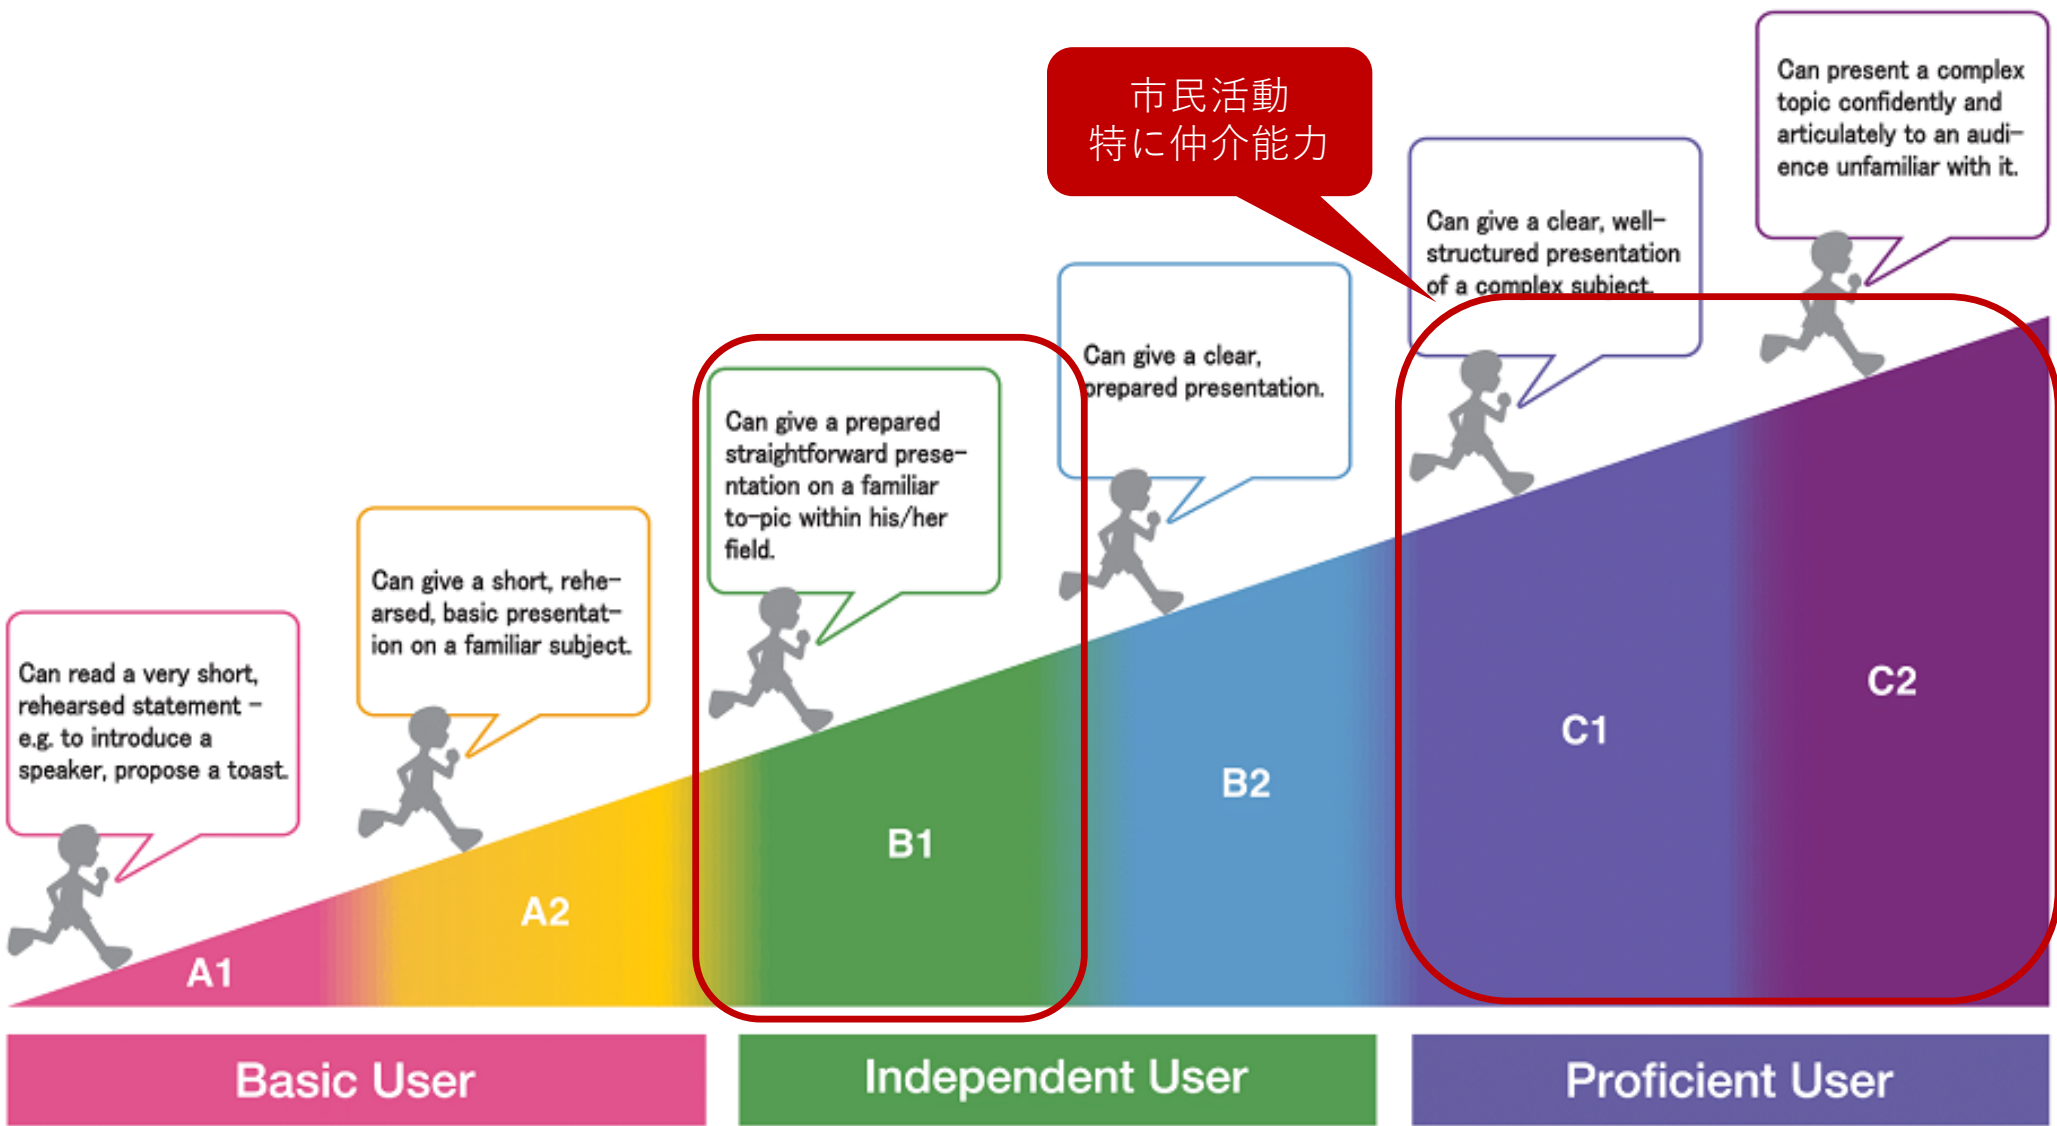 市民活動
特に仲介能力
Can present a complex
topic confidently and
articulately to an audi-
ence unfamiliar with it.
Can give a clear, well-
structured presentation
of a complex subject.
Can give a clear,
prepared presentation.
Can give a prepared
straightforward prese-
ntation on a familiar
to-pic within his/her
field.
Can give a short, rehe-
arsed, basic presentat-
ion on a familiar subject.
Can read a very short,
rehearsed statement -
e.g. to introduce a
speaker, propose a toast.
A1
A2
B1
B2
C1
C2
Basic User
Independent User
Proficient User